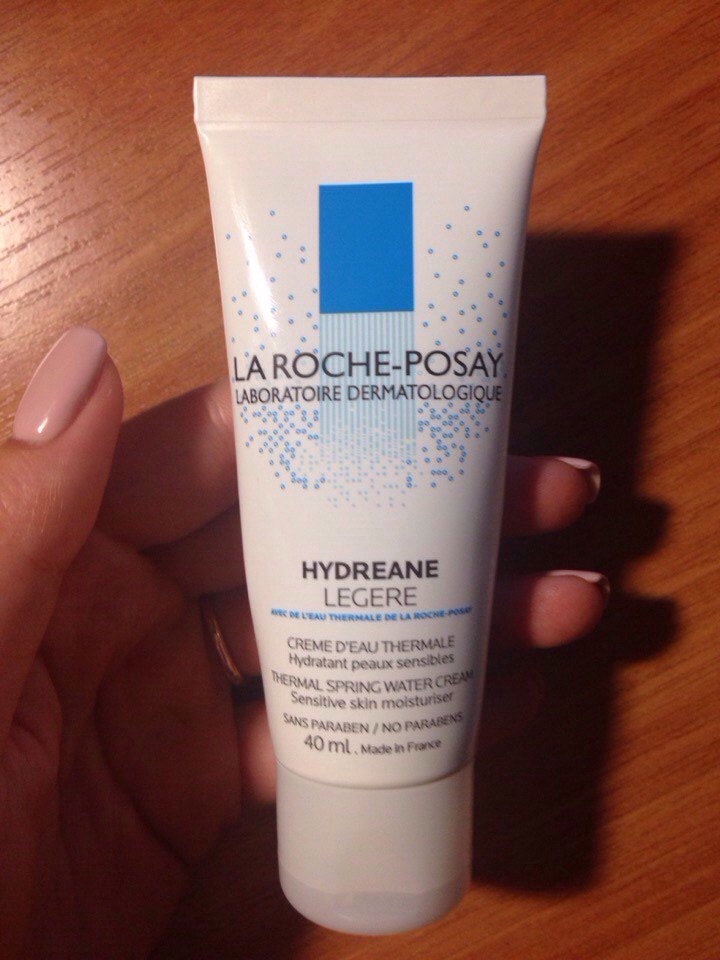 LA ROCHE-POSAY
LABORATOIRE DERMATOLOGIQUE
HYDREANE
LEGERE
AVEC DE L'EAU THERMALE DE LA ROCHE-POSAY
CREME D'EAU THERMALE
Hydratant peaux sensibles
THERMAL SPRING WATER CREAM
Sensitive skin moisturiser
SANS PARABEN / NO PARABENS
40 ml. Made in France